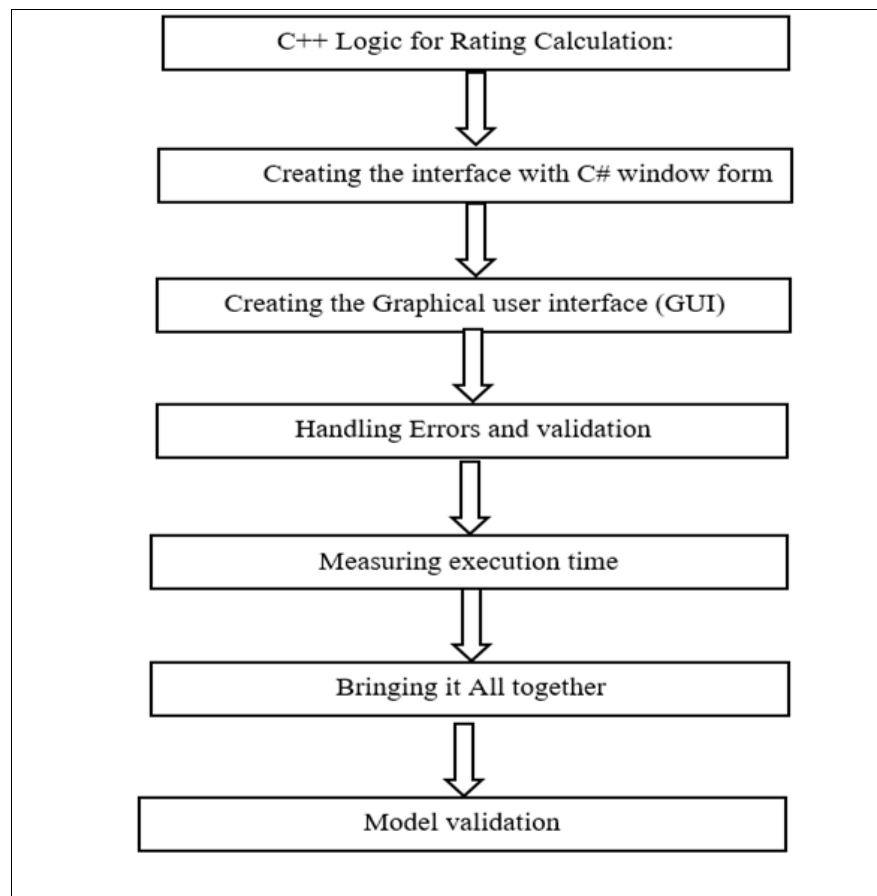 C++ Logic for Rating Calculation:
Creating the interface with C# window form
Creating the Graphical user interface (GUI)
Handling Errors and validation
Measuring execution time
Bringing it All together
Model validation